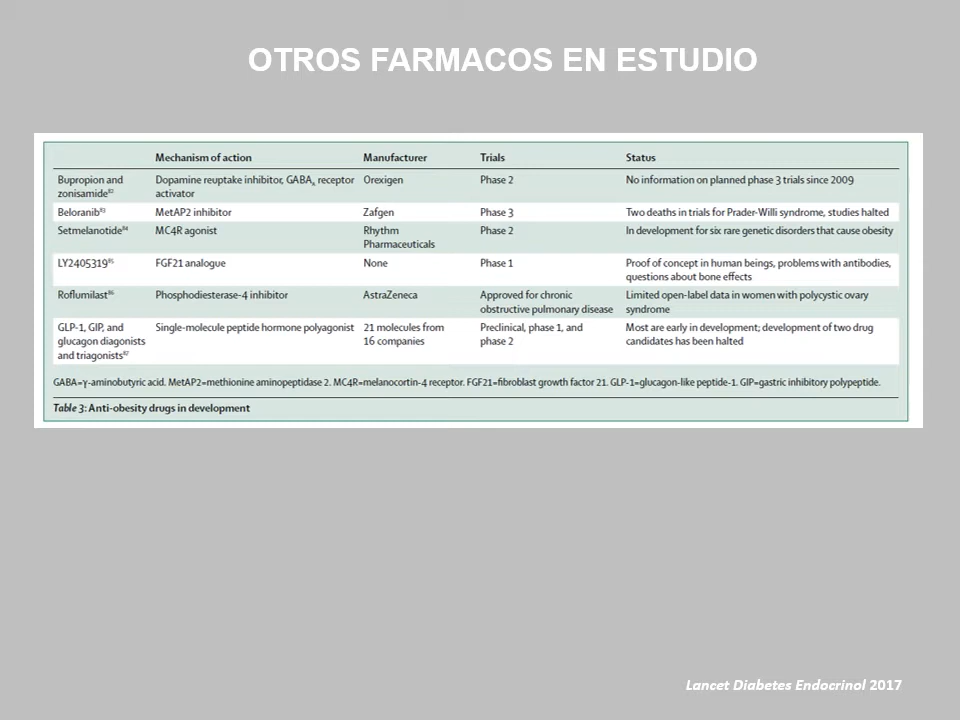 OTROS FARMACOS EN ESTUDIO
Mechanism of action Manufacturer Trials Status
Bupropion and zonisamide⁸² Dopamine reuptake inhibitor, GABAA receptor activator Orexigen Phase 2 No information on planned phase 3 trials since 2009
Beloranib⁸³ MetAP2 inhibitor Zafgen Phase 3 Two deaths in trials for Prader-Willi syndrome, studies halted
Setmelanotide⁸⁴ MC4R agonist Rhythm Pharmaceuticals Phase 2 In development for six rare genetic disorders that cause obesity
LY2405319⁸⁵ FGF21 analogue None Phase 1 Proof of concept in human beings, problems with antibodies, questions about bone effects
Roflumilast⁸⁶ Phosphodiesterase-4 inhibitor AstraZeneca Approved for chronic obstructive pulmonary disease Limited open-label data in women with polycystic ovary syndrome
GLP-1, GIP, and glucagon diagonists and triagonists⁸⁷ Single-molecule peptide hormone polyagonist 21 molecules from 16 companies Preclinical, phase 1, and phase 2 Most are early in development; development of two drug candidates has been halted
GABA=γ-aminobutyric acid. MetAP2=methionine aminopeptidase 2. MC4R=melanocortin-4 receptor. FGF21=fibroblast growth factor 21. GLP-1=glucagon-like peptide-1. GIP=gastric inhibitory polypeptide.
Table 3: Anti-obesity drugs in development
Lancet Diabetes Endocrinol 2017